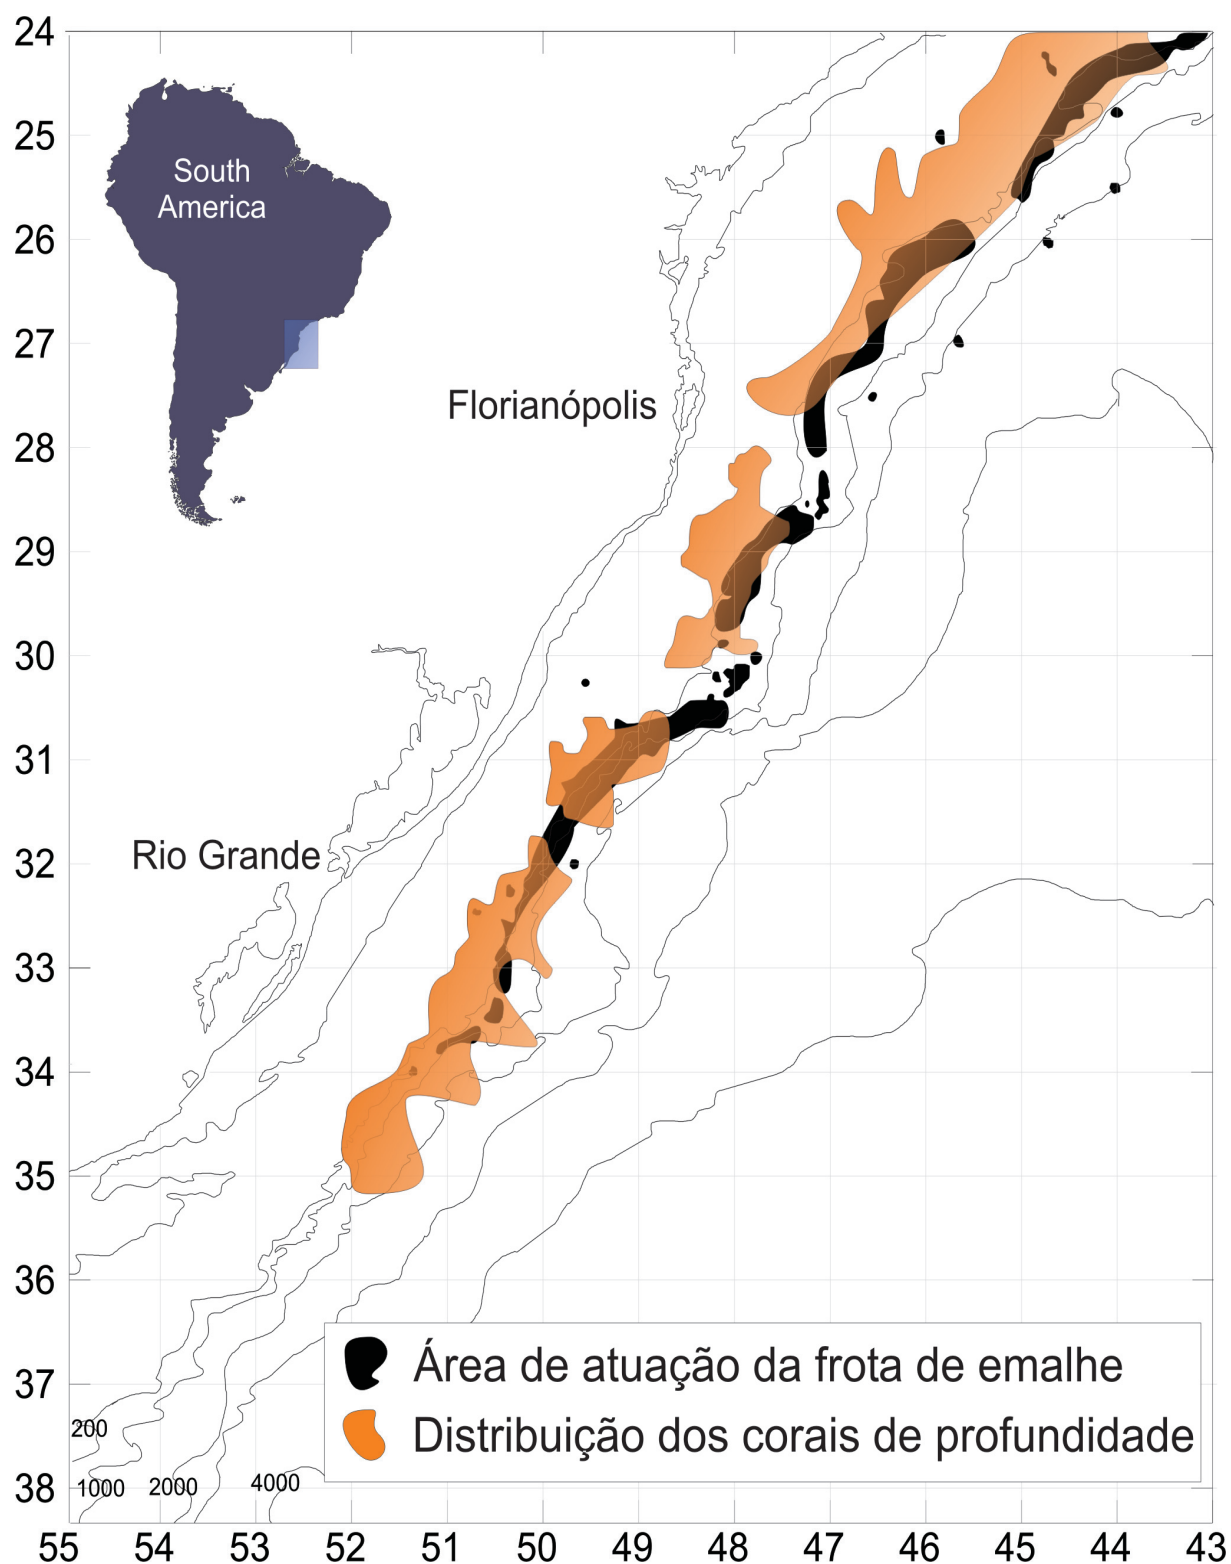 24
25
26
27
28
29
30
31
32
33
34
35
36
37
38
South
America
Florianópolis
Rio Grande
Área de atuação da frota de emalhe
Distribuição dos corais de profundidade
200
1000 2000 4000
55 54 53 52 51 50 49 48 47 46 45 44 43